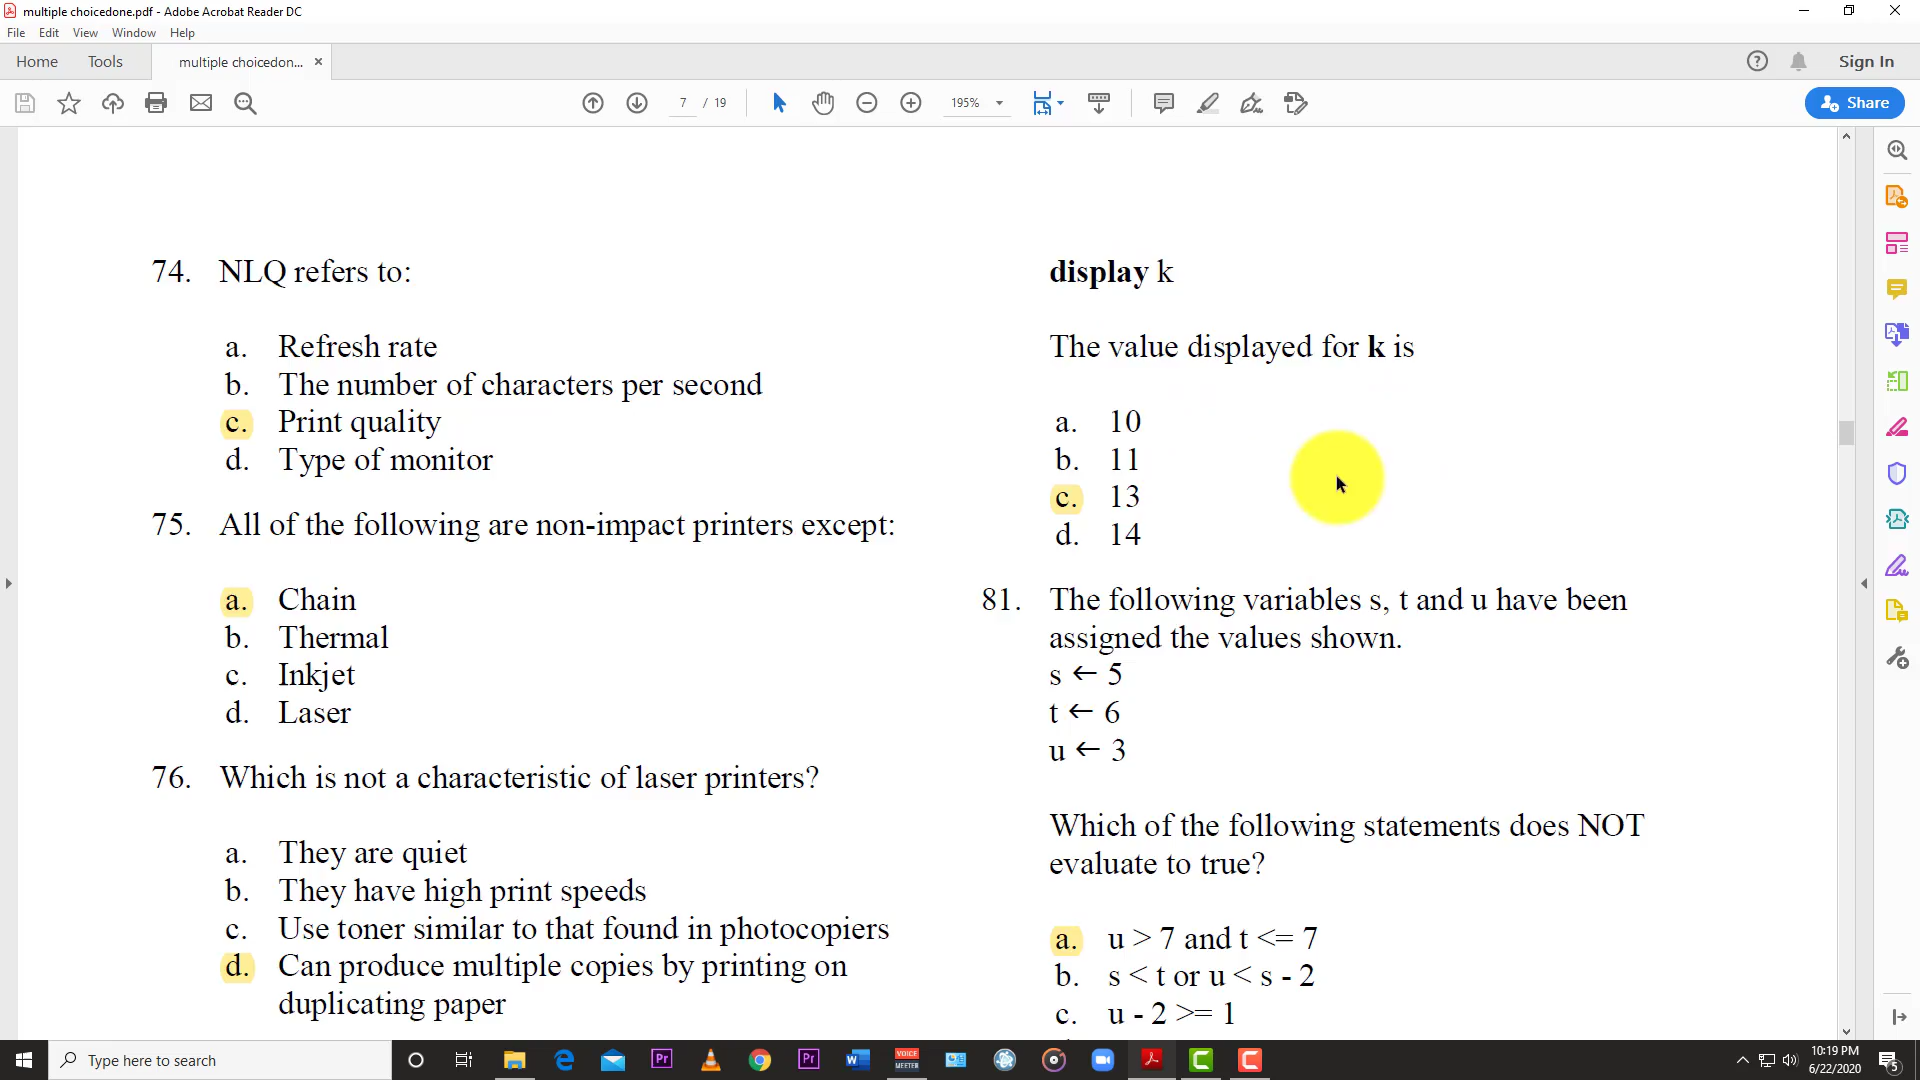 multiple choicedone.pdf - Adobe Acrobat Reader DC
File Edit View Window Help
Home Tools multiple choicedon... × Sign In
7 / 19 195% Share
74. NLQ refers to:
a. Refresh rate
b. The number of characters per second
c. Print quality
d. Type of monitor
75. All of the following are non-impact printers except:
a. Chain
b. Thermal
c. Inkjet
d. Laser
76. Which is not a characteristic of laser printers?
a. They are quiet
b. They have high print speeds
c. Use toner similar to that found in photocopiers
d. Can produce multiple copies by printing on
duplicating paper
display k
The value displayed for k is
a. 10
b. 11
c. 13
d. 14
81. The following variables s, t and u have been
assigned the values shown.
s ← 5
t ← 6
u ← 3
Which of the following statements does NOT
evaluate to true?
a. u > 7 and t <= 7
b. s < t or u < s - 2
c. u - 2 >= 1
Type here to search
Pr
Pr
VOICE
MEETER
10:19 PM
6/22/2020
5